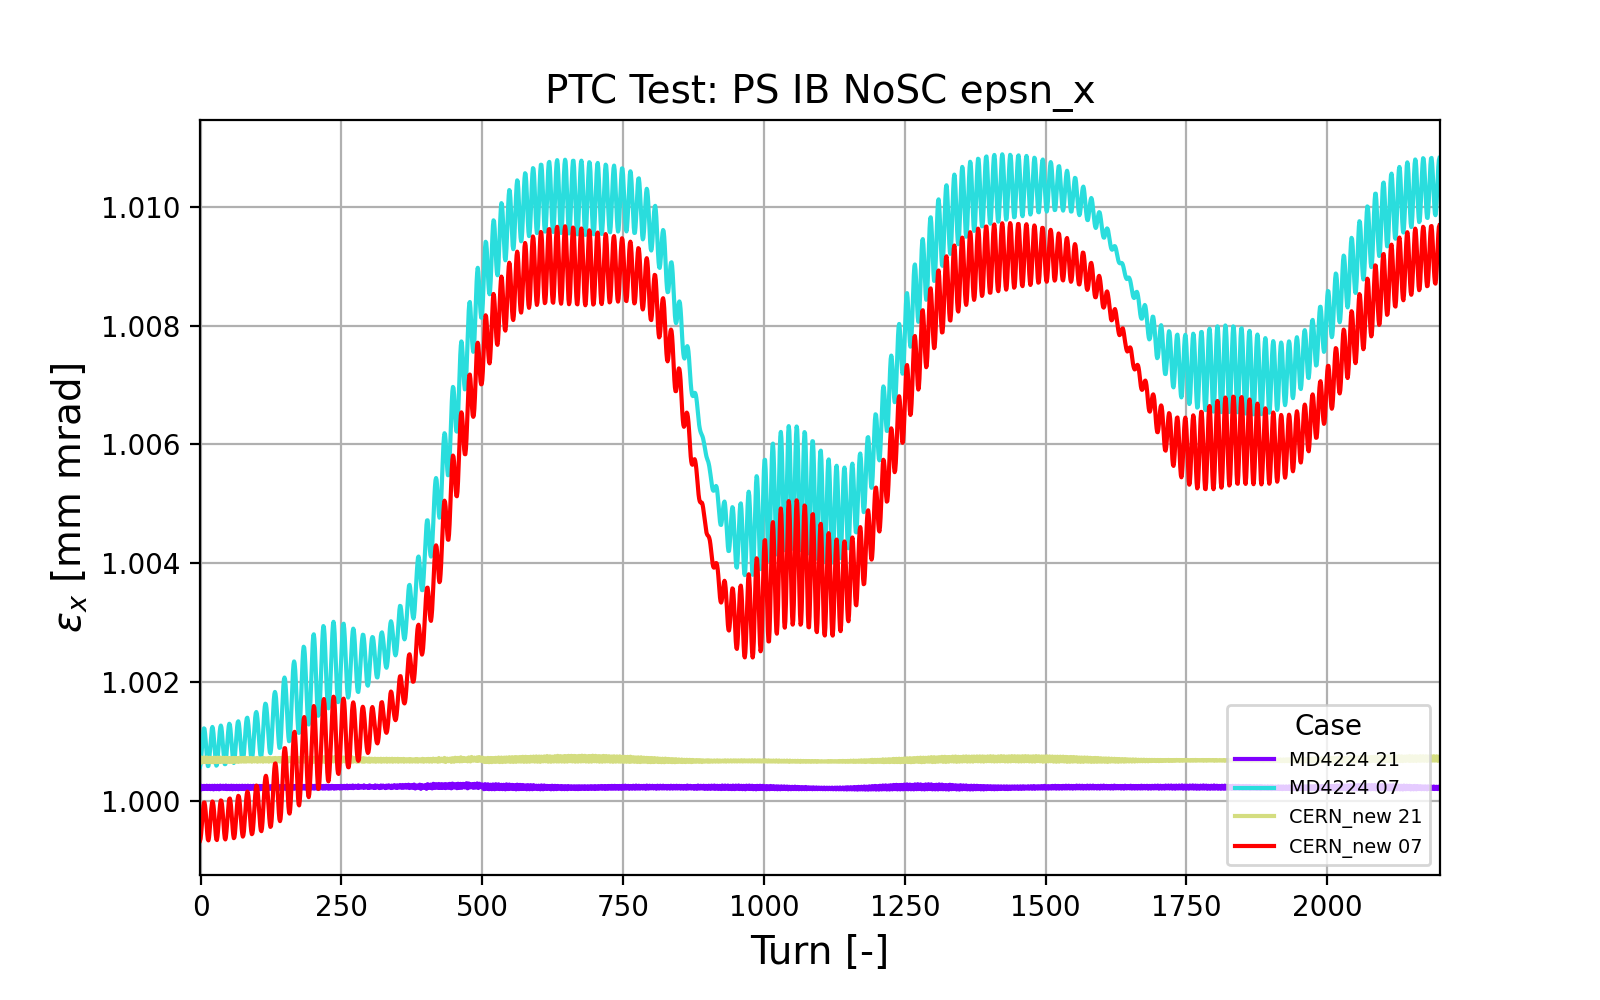 PTC Test: PS IB NoSC epsn_x
εx [mm mrad]
1.010
1.008
1.006
1.004
1.002
1.000
0 250 500 750 1000 1250 1500 1750 2000
Turn [-]
Case
MD4224 21
MD4224 07
CERN_new 21
CERN_new 07